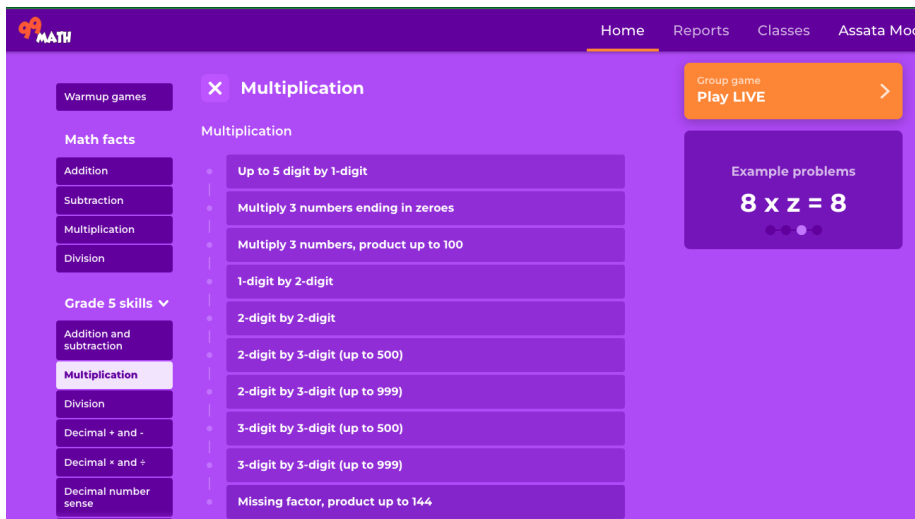 99MATH
Home Reports Classes Assata Moo
Warmup games
Math facts
Addition
Subtraction
Multiplication
Division
Grade 5 skills
Addition and
subtraction
Multiplication
Division
Decimal + and -
Decimal × and ÷
Decimal number
sense
Multiplication
Multiplication
Up to 5 digit by 1-digit
Multiply 3 numbers ending in zeroes
Multiply 3 numbers, product up to 100
1-digit by 2-digit
2-digit by 2-digit
2-digit by 3-digit (up to 500)
2-digit by 3-digit (up to 999)
3-digit by 3-digit (up to 500)
3-digit by 3-digit (up to 999)
Missing factor, product up to 144
Group game
Play LIVE
Example problems
8 x z = 8